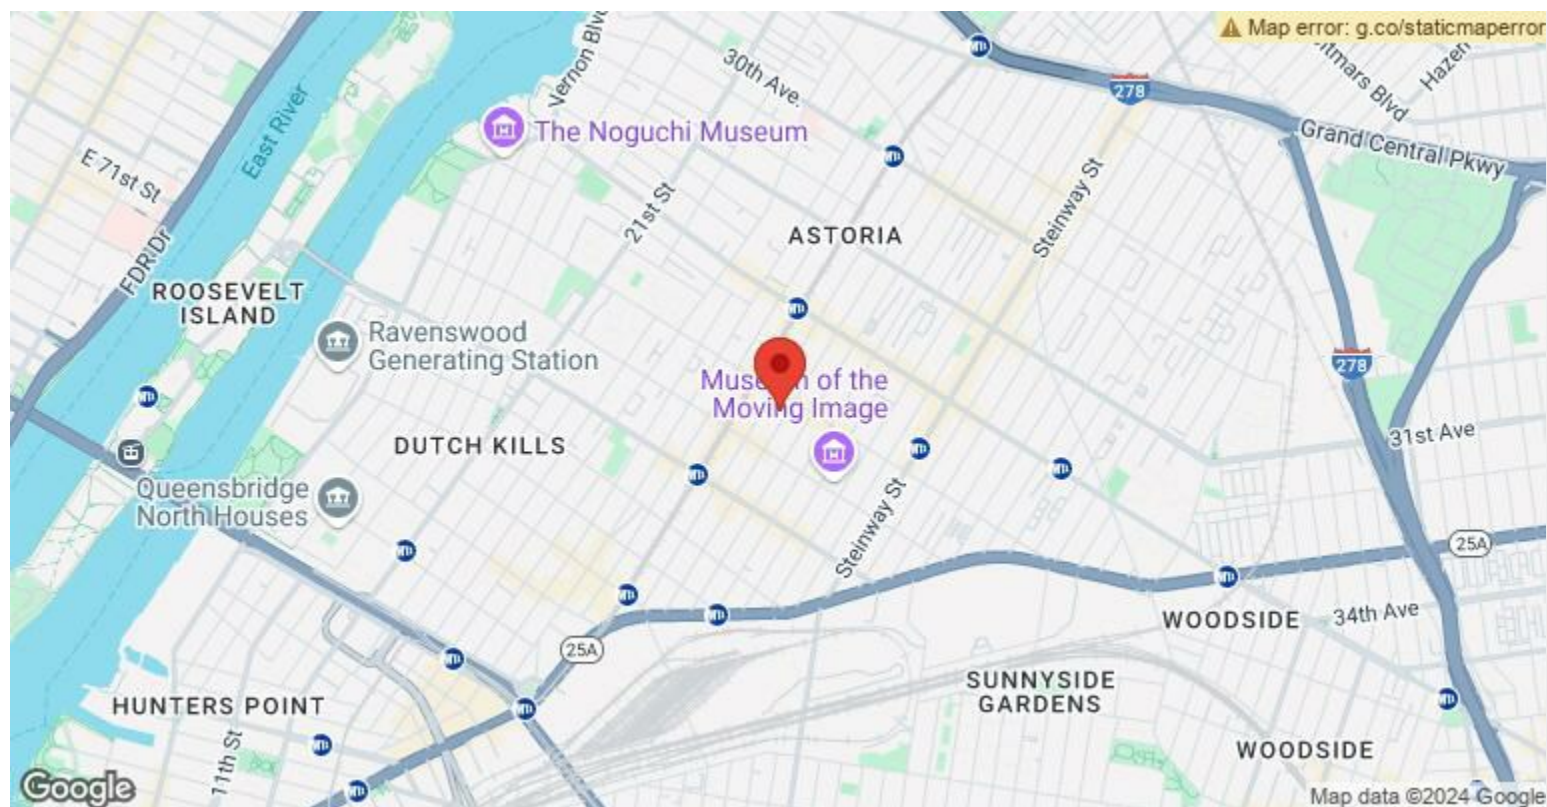 Map error: g.co/staticmaperror
Vernon Blvd
30th Ave.
Hazen
itmars Blvd
278
East River
The Noguchi Museum
Grand Central Pkwy
E 71st St
21st St
Steinway St
ASTORIA
FDR Dr
ROOSEVELT
ISLAND
Ravenswood
Generating Station
278
Museum of the
Moving Image
31st Ave
DUTCH KILLS
Queensbridge
North Houses
Steinway St
25A
34th Ave
WOODSIDE
25A
SUNNYSIDE
GARDENS
HUNTERS POINT
11th St
WOODSIDE
Google
Map data ©2024 Google